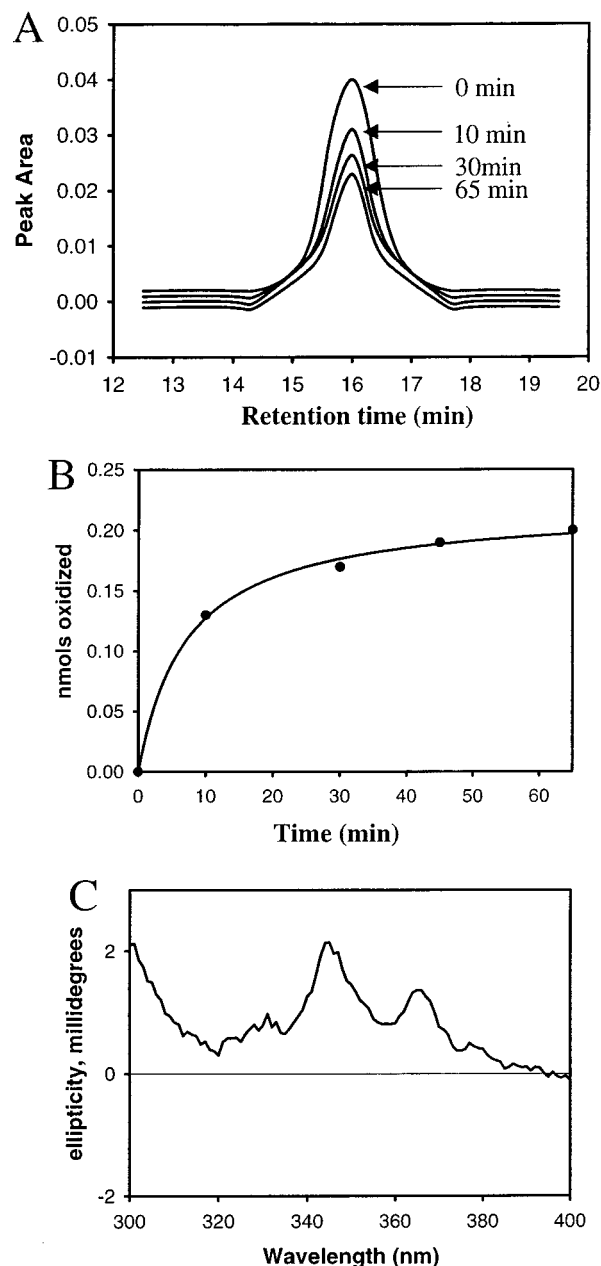 A
0.05
0.04
0.03
0.02
0.01
0.00
-0.01
Peak Area
0 min
10 min
30min
65 min
12 13 14 15 16 17 18 19 20
Retention time (min)
B
0.25
0.20
0.15
0.10
0.05
0.00
nmols oxidized
0 10 20 30 40 50 60
Time (min)
C
2
0
-2
ellipticity, millidegrees
300 320 340 360 380 400
Wavelength (nm)